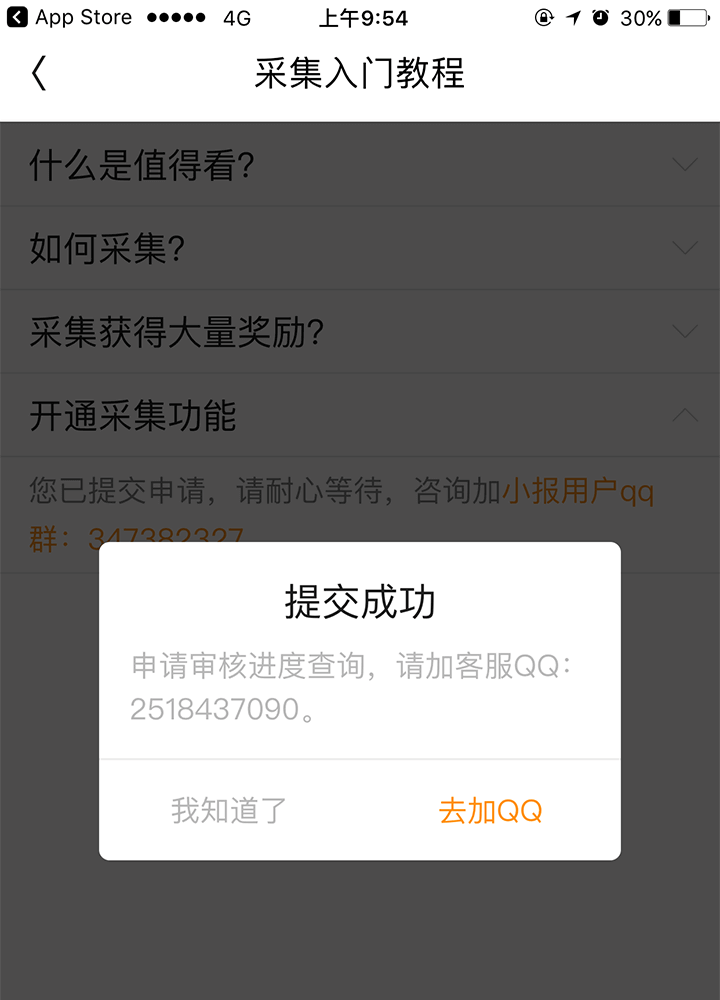 App Store 4G 上午9:54 30%
采集入门教程
什么是值得看?
如何采集?
采集获得大量奖励?
开通采集功能
您已提交申请，请耐心等待，咨询加小报用户qq
群：347382327
提交成功
申请审核进度查询，请加客服QQ：
2518437090。
我知道了 去加QQ